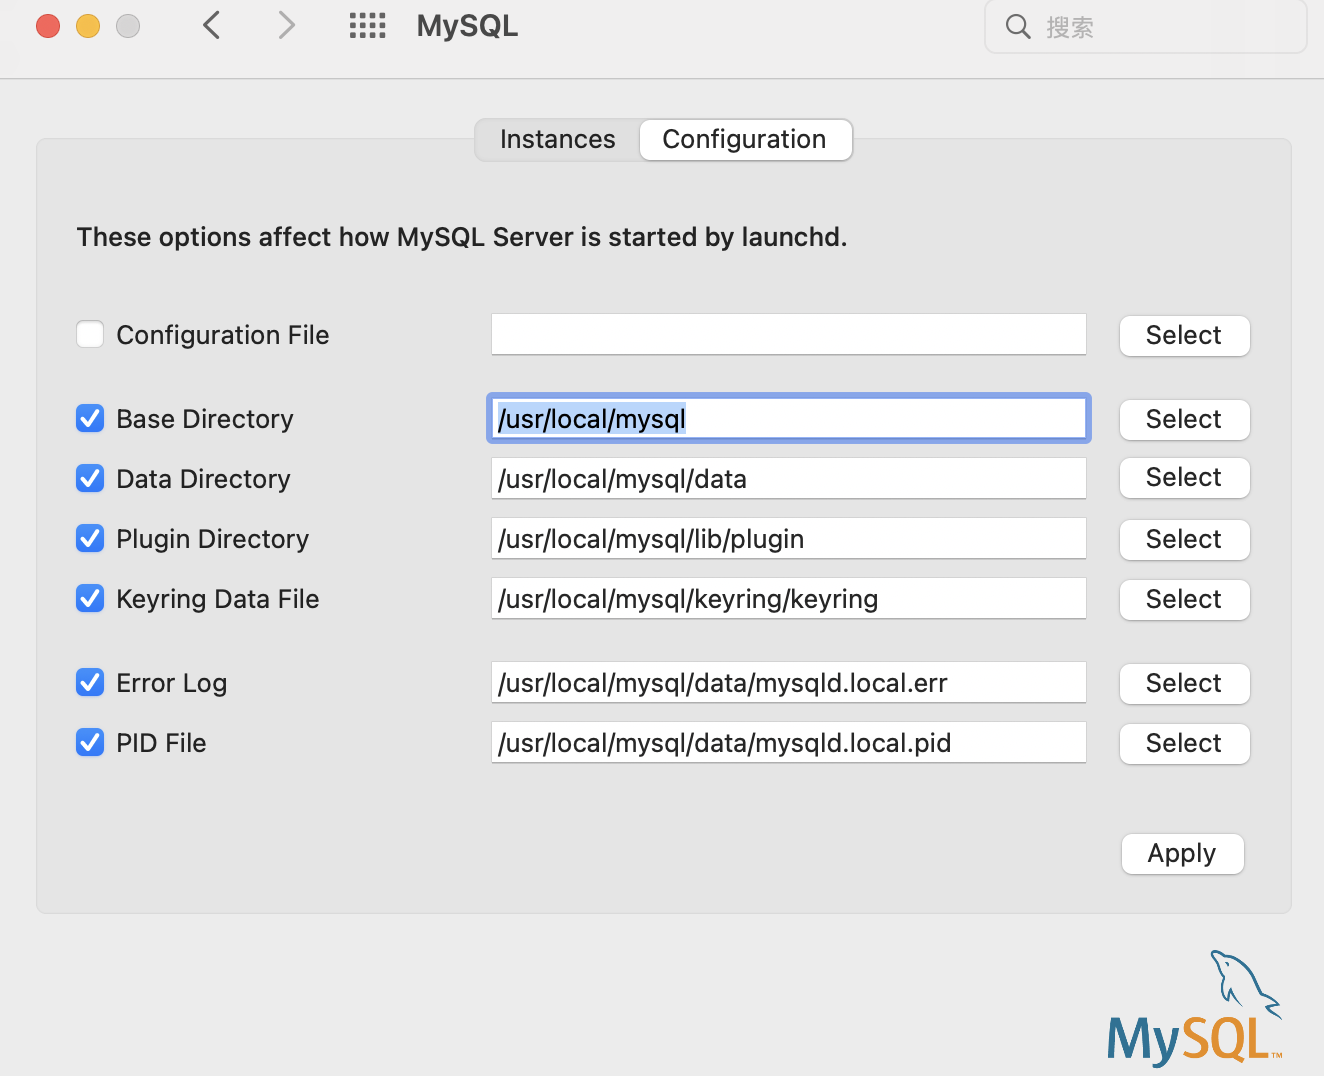 MySQL
搜索
Instances Configuration
These options affect how MySQL Server is started by launchd.
Configuration File Select
Base Directory /usr/local/mysql Select
Data Directory /usr/local/mysql/data Select
Plugin Directory /usr/local/mysql/lib/plugin Select
Keyring Data File /usr/local/mysql/keyring/keyring Select
Error Log /usr/local/mysql/data/mysqld.local.err Select
PID File /usr/local/mysql/data/mysqld.local.pid Select
Apply
MySQL™